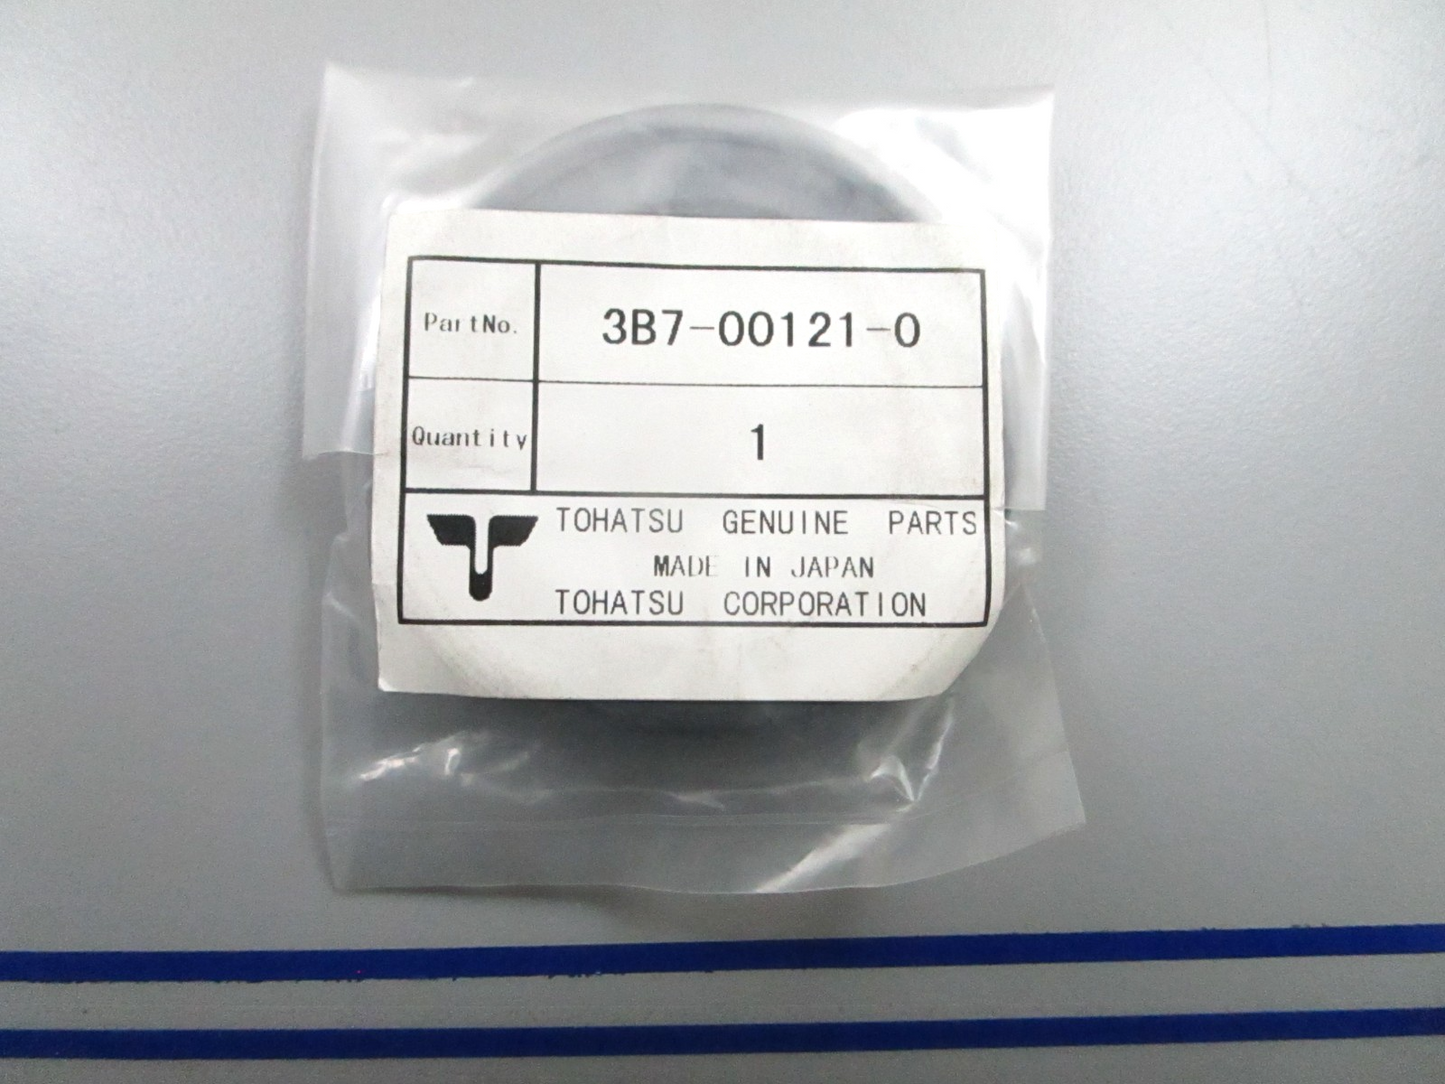 PartNo. 3B7-00121-0
Quantity 1
TOHATSU GENUINE PARTS
MADE IN JAPAN
TOHATSU CORPORATION